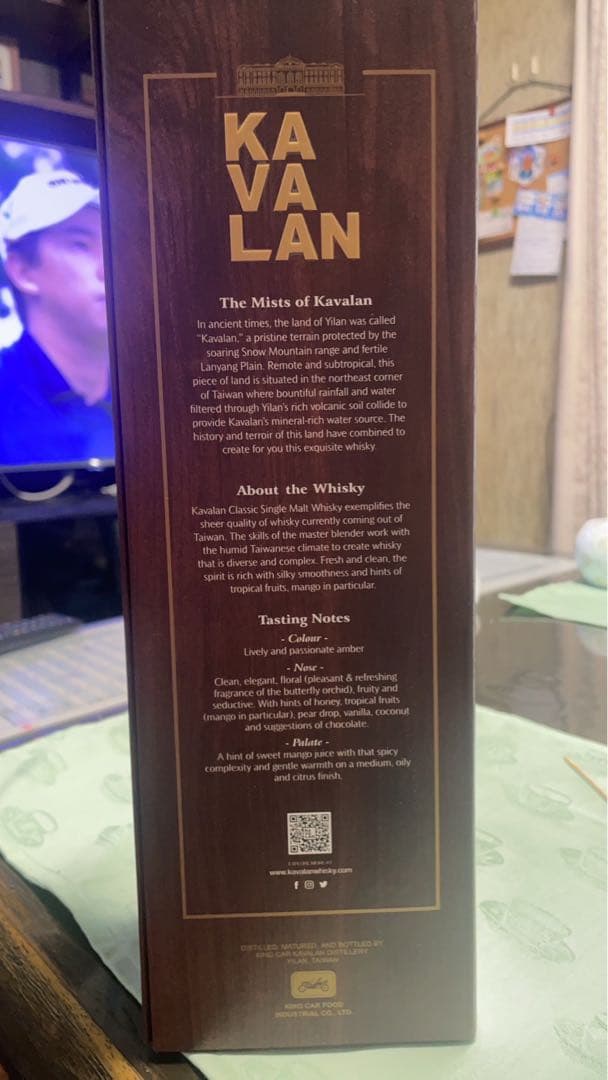 KA
VA
LAN
The Mists of Kavalan
In ancient times, the land of Yilan was called
"Kavalan," a pristine terrain protected by the
soaring Snow Mountain range and fertile
Lanyang Plain. Remote and subtropical, this
piece of land is situated in the northeast corner
of Taiwan where bountiful rainfall and water
filtered through Yilan's rich volcanic soil collide to
provide Kavalan's mineral-rich water source. The
history and terroir of this land have combined to
create for you this exquisite whisky.
About the Whisky
Kavalan Classic Single Malt Whisky exemplifies the
sheer quality of whisky currently coming out of
Taiwan. The skills of the master blender work with
the humid Taiwanese climate to create whisky
that is diverse and complex. Fresh and clean, the
spirit is rich with silky smoothness and hints of
tropical fruits, mango in particular.
Tasting Notes
- Colour -
Lively and passionate amber
- Nose -
Clean, elegant, floral (pleasant & refreshing
fragrance of the butterfly orchid), fruity and
seductive. With hints of honey, tropical fruits
(mango in particular), pear drop, vanilla, coconut
and suggestions of chocolate.
- Palate -
A hint of sweet mango juice with that spicy
complexity and gentle warmth on a medium, oily
and citrus finish.
www.kavalanwhisky.com
DISTILLED, MATURED, AND BOTTLED BY
KING CAR KAVALAN DISTILLERY
YILAN, TAIWAN
KING CAR FOOD
INDUSTRIAL CO., LTD.